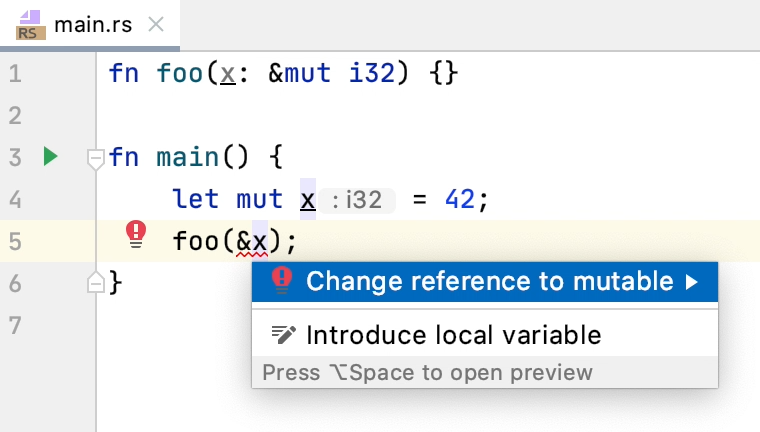 RS main.rs
1 fn foo(x: &mut i32) {}
2
3 fn main() {
4 let mut x : i32 = 42;
5 foo(&x);
6 }
7
Change reference to mutable
Introduce local variable
Press ⌥Space to open preview